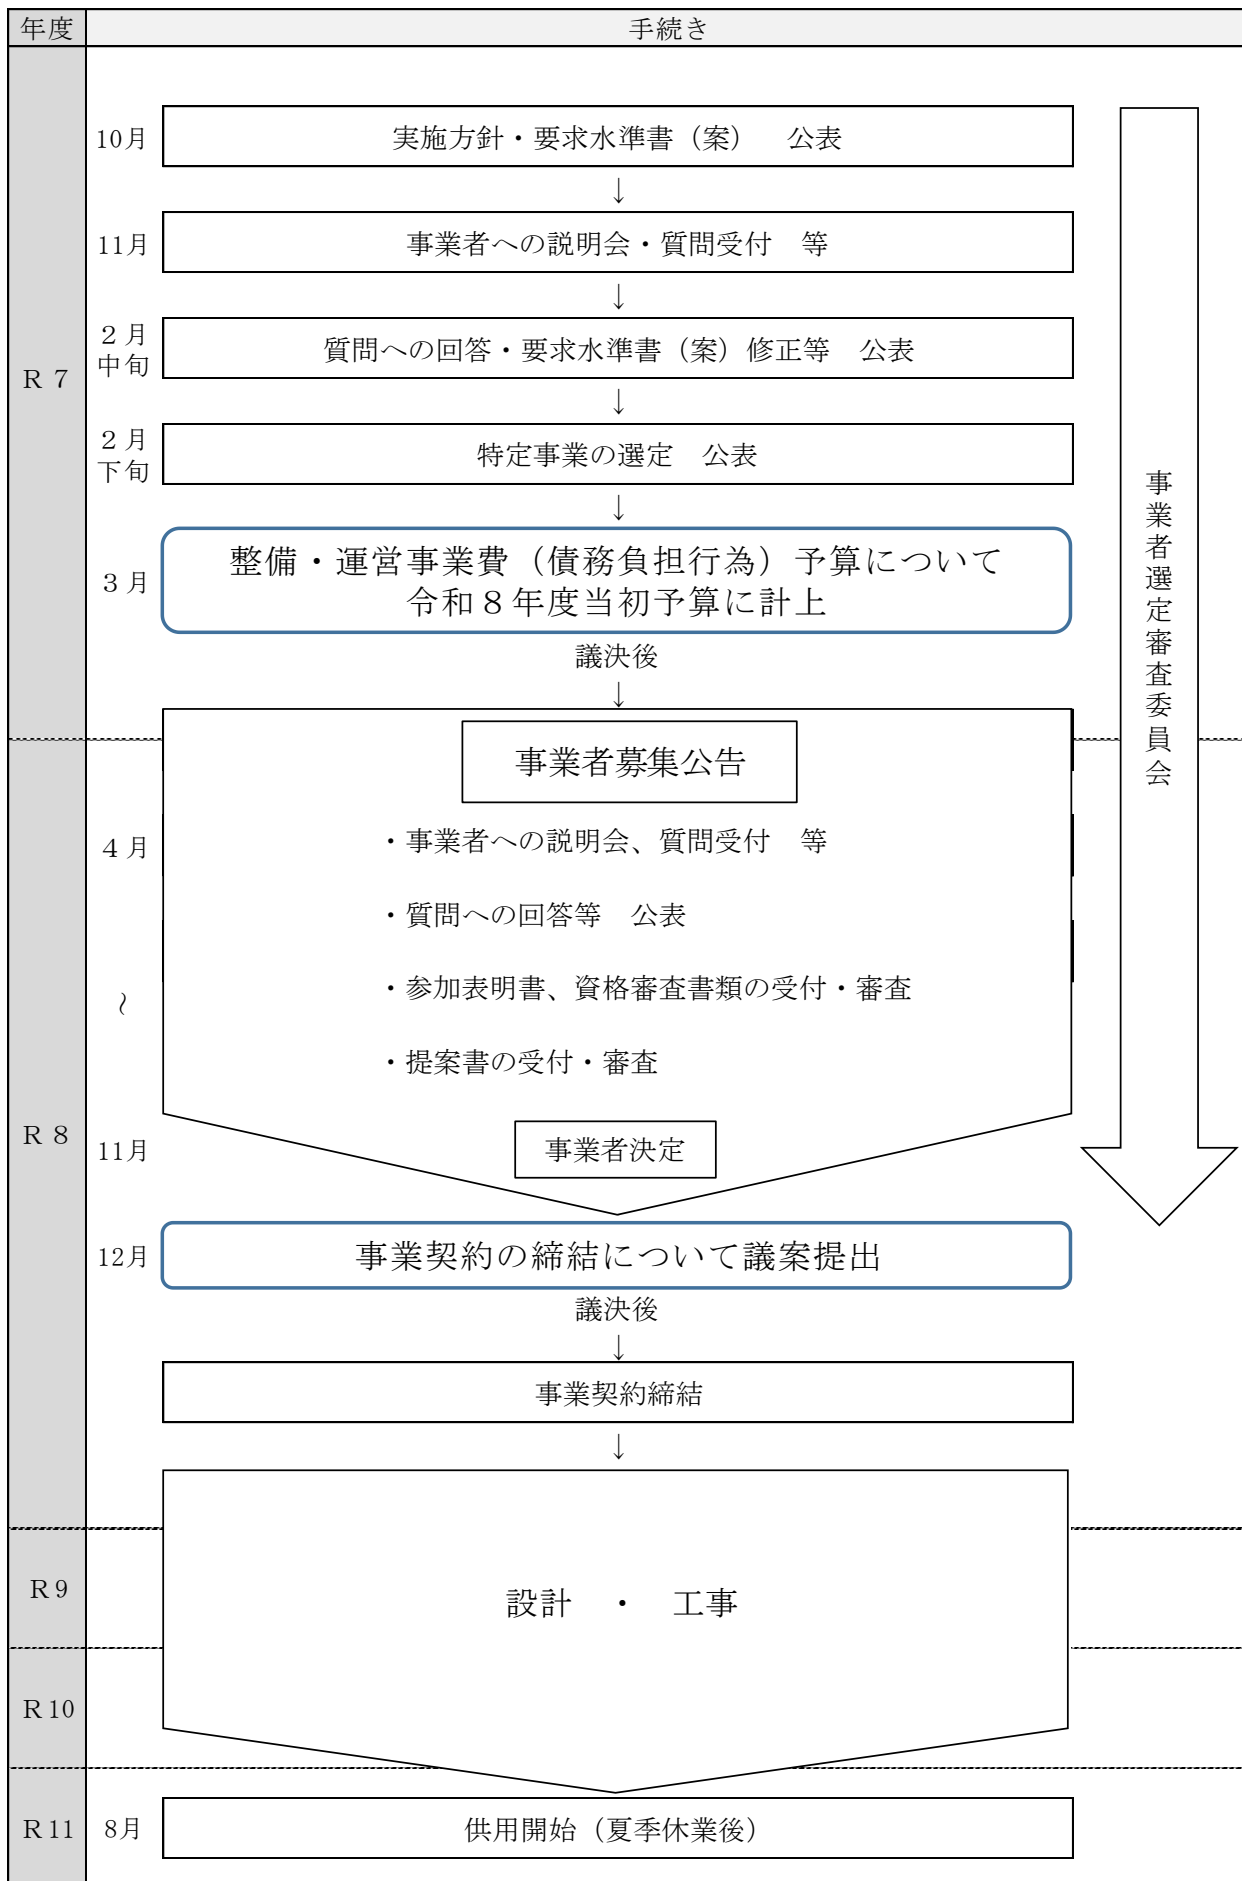 年度
手続き
R 7
10月
実施方針・要求水準書（案）　公表
↓
11月
事業者への説明会・質問受付　等
↓
２月
中旬
質問への回答・要求水準書（案）修正等　公表
↓
２月
下旬
特定事業の選定　公表
↓
３月
整備・運営事業費（債務負担行為）予算について
令和８年度当初予算に計上
議決後
↓
事業者選定審査委員会
R 8
事業者募集公告
４月
・事業者への説明会、質問受付　等
・質問への回答等　公表
～
・参加表明書、資格審査書類の受付・審査
・提案書の受付・審査
11月
事業者決定
12月
事業契約の締結について議案提出
議決後
↓
事業契約締結
↓
R 9
設計　・　工事
R 10
R 11
8月
供用開始（夏季休業後）